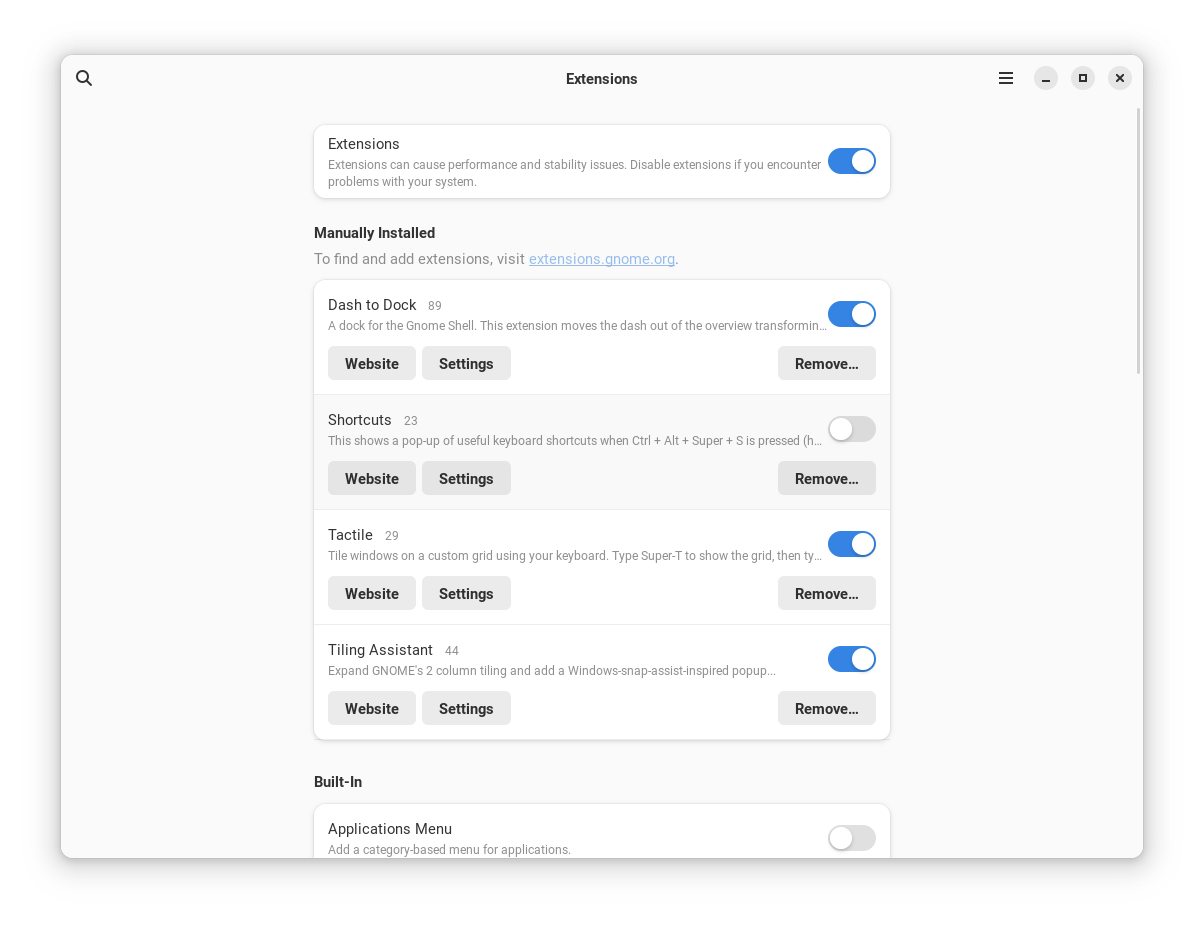 Extensions
Extensions
Extensions can cause performance and stability issues. Disable extensions if you encounter
problems with your system.
Manually Installed
To find and add extensions, visit extensions.gnome.org.
Dash to Dock 89
A dock for the Gnome Shell. This extension moves the dash out of the overview transformin…
Website Settings Remove…
Shortcuts 23
This shows a pop-up of useful keyboard shortcuts when Ctrl + Alt + Super + S is pressed (h…
Website Settings Remove…
Tactile 29
Tile windows on a custom grid using your keyboard. Type Super-T to show the grid, then ty…
Website Settings Remove…
Tiling Assistant 44
Expand GNOME's 2 column tiling and add a Windows-snap-assist-inspired popup...
Website Settings Remove…
Built-In
Applications Menu
Add a category-based menu for applications.